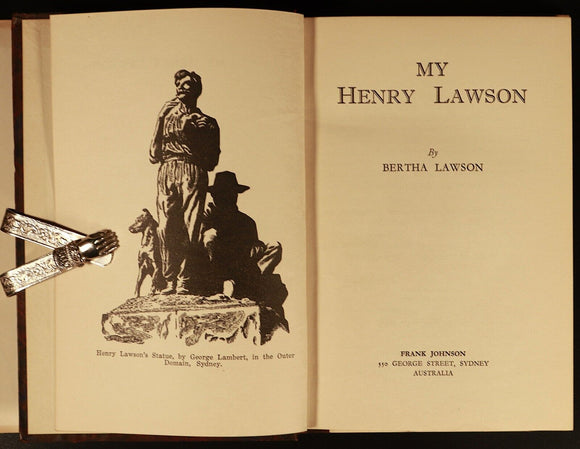 Henry Lawson's Statue, by George Lambert, in the Outer
Domain, Sydney.
MY
HENRY LAWSON
By
BERTHA LAWSON
FRANK JOHNSON
550 GEORGE STREET, SYDNEY
AUSTRALIA